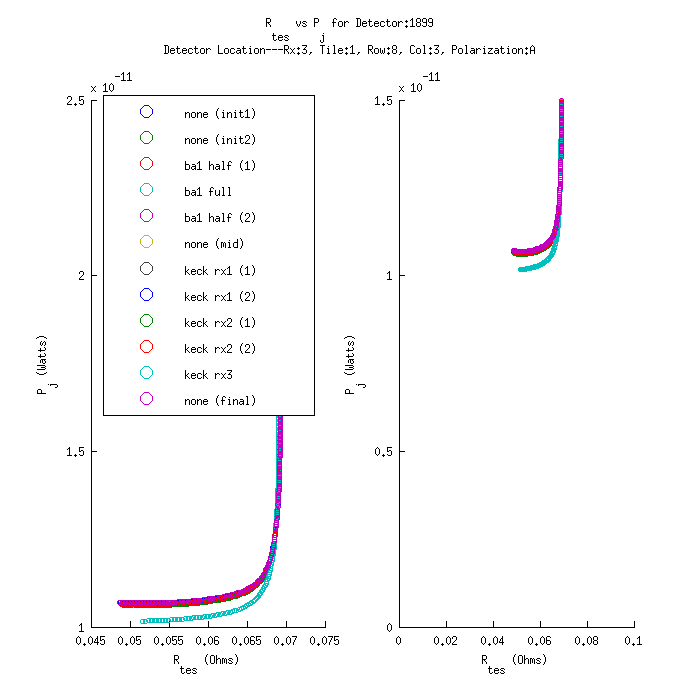 R tes vs P j for Detector:1899
Detector Location---Rx:3, Tile:1, Row:8, Col:3, Polarization:A
x 10^-11
2.5
2
1.5
1
P j (Watts)
none (init1)
none (init2)
ba1 half (1)
ba1 full
ba1 half (2)
none (mid)
keck rx1 (1)
keck rx1 (2)
keck rx2 (1)
keck rx2 (2)
keck rx3
none (final)
0.045 0.05 0.055 0.06 0.065 0.07 0.075
R tes (Ohms)
x 10^-11
1.5
1
0.5
0
P j (Watts)
0 0.02 0.04 0.06 0.08 0.1
R tes (Ohms)